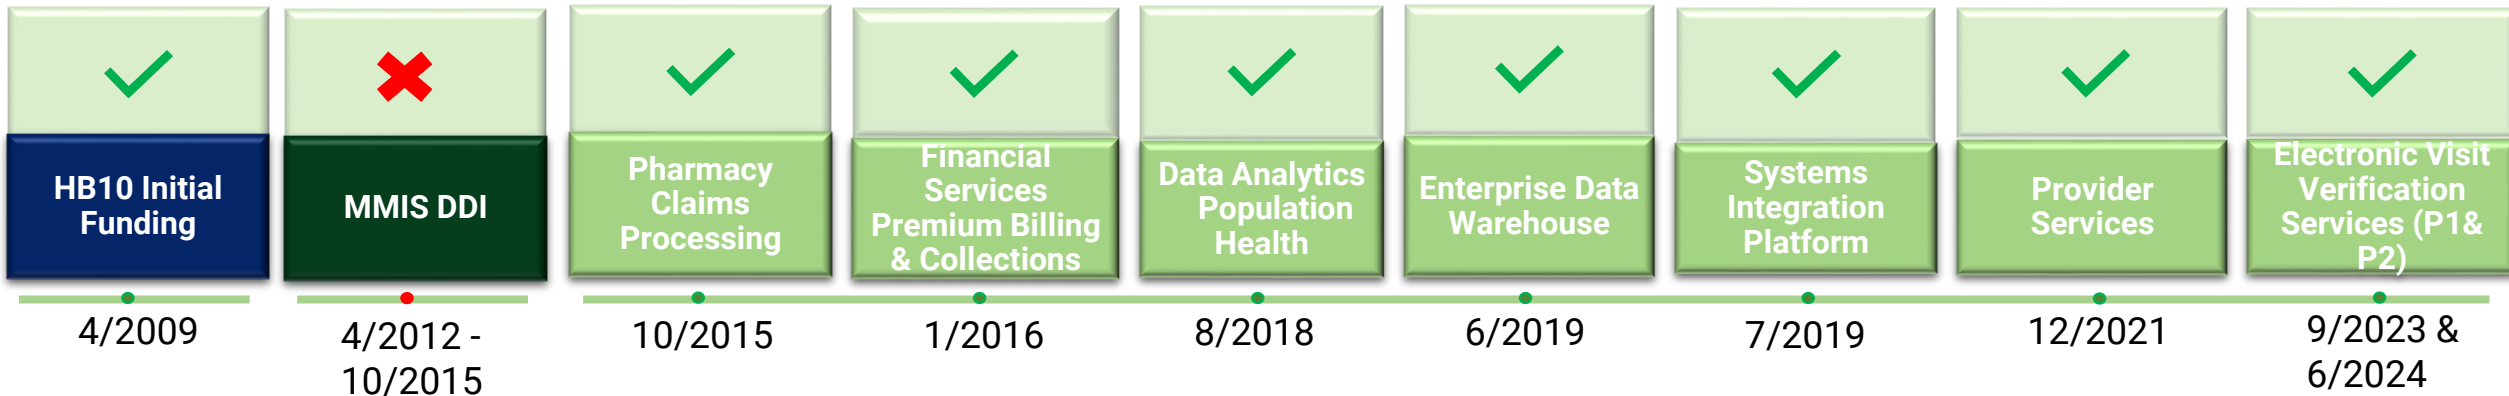 HB10 Initial
Funding
MMIS DDI
Pharmacy
Claims
Processing
Financial
Services
Premium Billing
& Collections
Data Analytics
Population
Health
Enterprise Data
Warehouse
Systems
Integration
Platform
Provider
Services
Electronic Visit
Verification
Services (P1&
P2)
4/2009
4/2012 -
10/2015
10/2015
1/2016
8/2018
6/2019
7/2019
12/2021
9/2023 &
6/2024